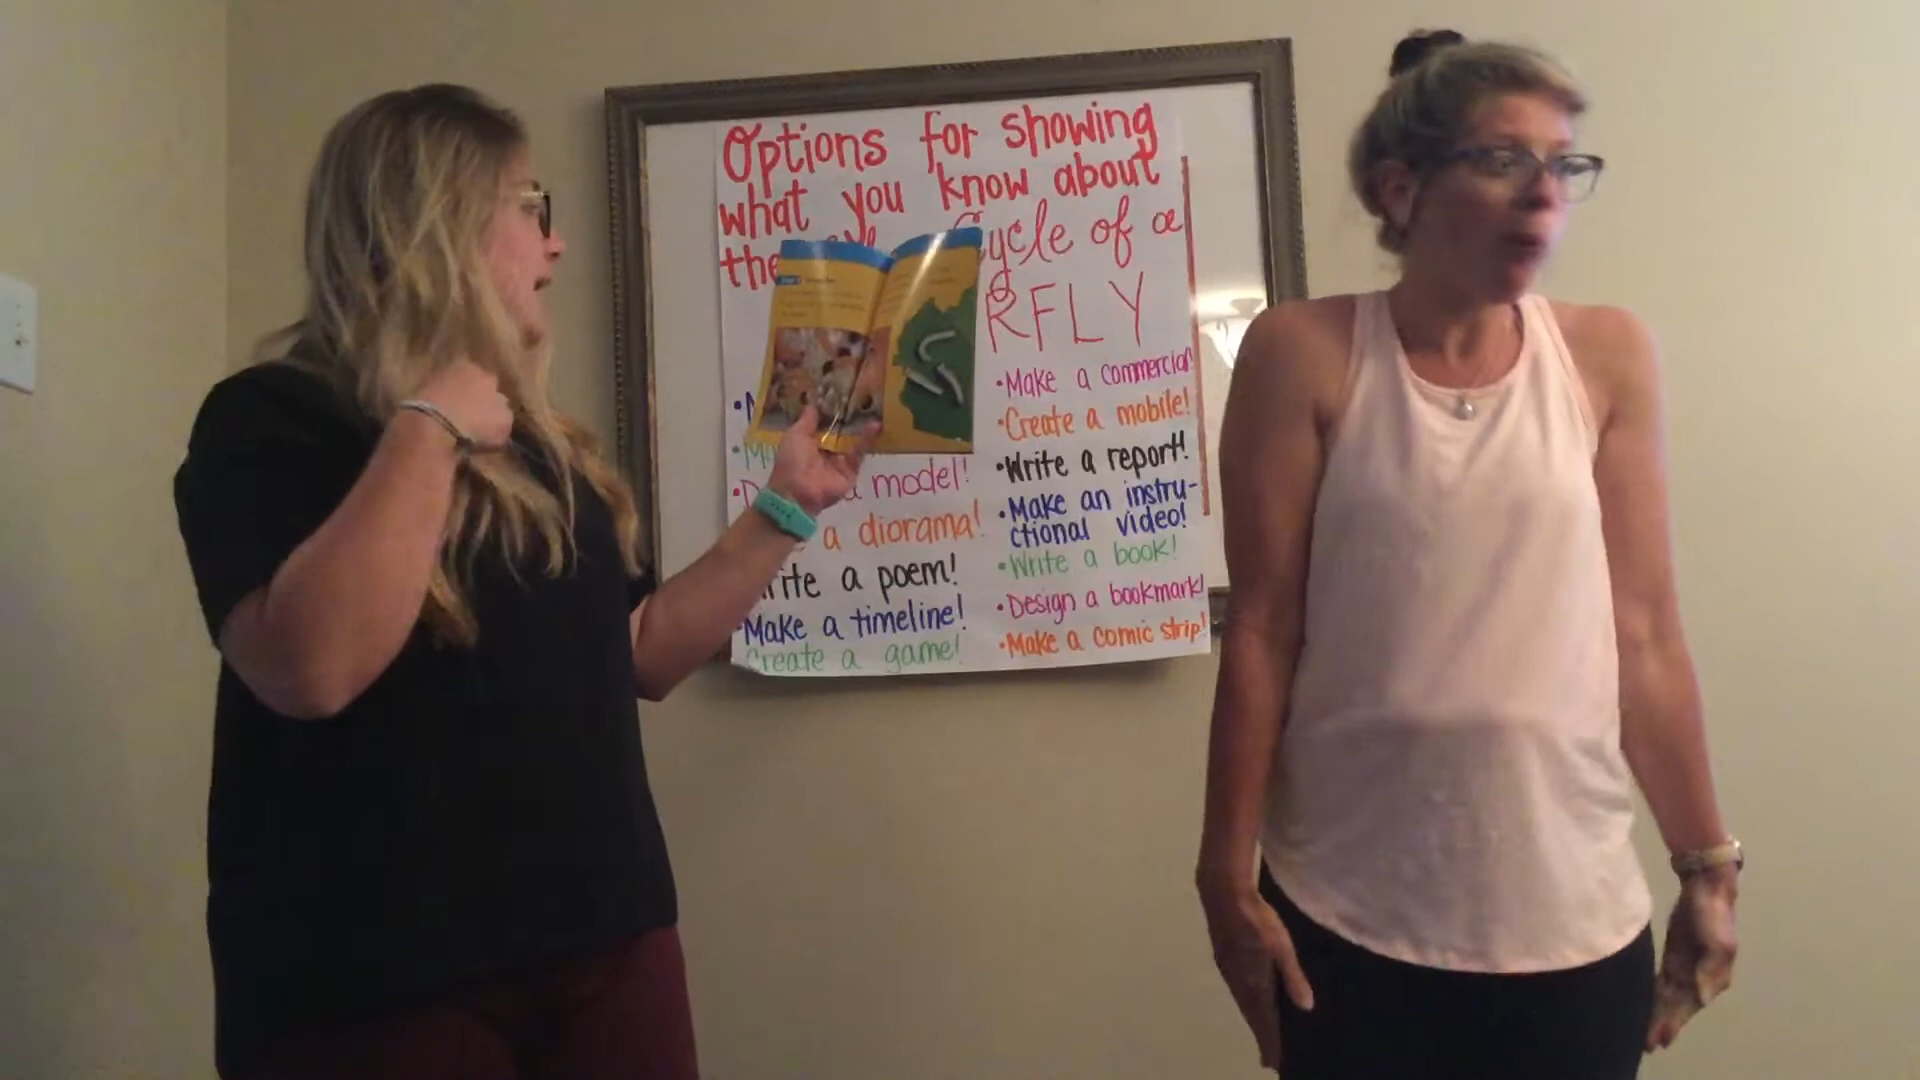 Options for showing
what you know about
the Cycle of a
RFLY
model!
a diorama!
a poem!
Make a timeline!
Create a game!
• Make a commercial
• Create a mobile!
• Write a report!
• Make an instru-
ctional video!
• Write a book!
• Design a bookmark!
• Make a comic strip!